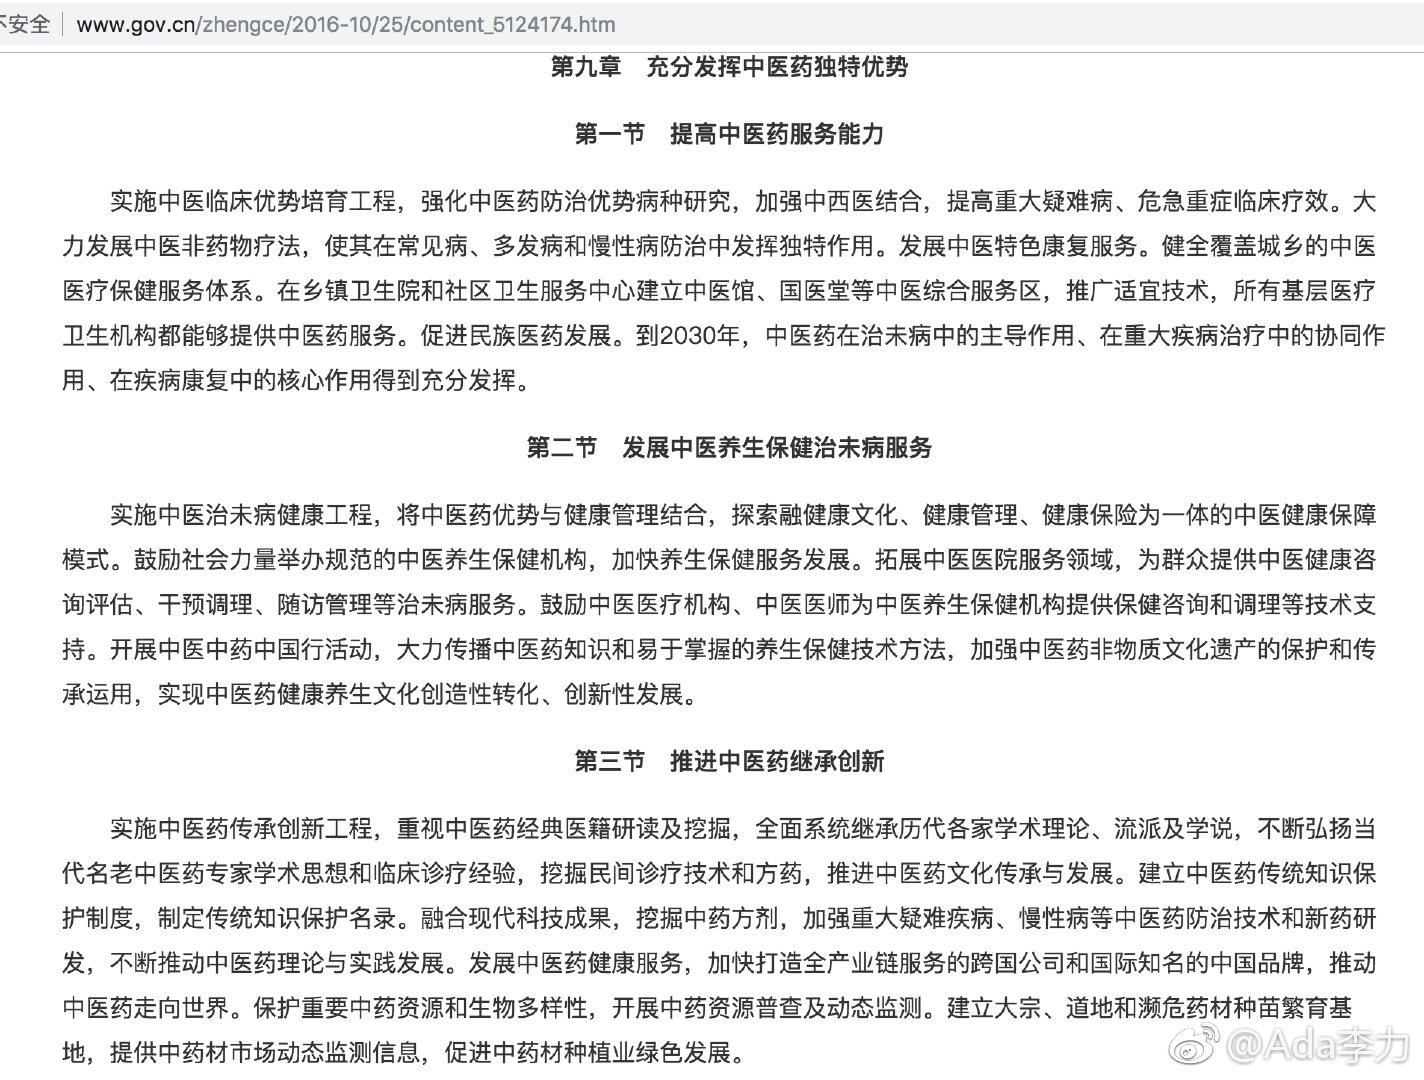 不安全 www.gov.cn/zhengce/2016-10/25/content_5124174.htm
第九章 充分发挥中医药独特优势
第一节 提高中医药服务能力
实施中医临床优势培育工程，强化中医药防治优势病种研究，加强中西医结合，提高重大疑难病、危急重症临床疗效。大
力发展中医非药物疗法，使其在常见病、多发病和慢性病防治中发挥独特作用。发展中医特色康复服务。健全覆盖城乡的中医
医疗保健服务体系。在乡镇卫生院和社区卫生服务中心建立中医馆、国医堂等中医综合服务区，推广适宜技术，所有基层医疗
卫生机构都能够提供中医药服务。促进民族医药发展。到2030年，中医药在治未病中的主导作用、在重大疾病治疗中的协同作
用、在疾病康复中的核心作用得到充分发挥。
第二节 发展中医养生保健治未病服务
实施中医治未病健康工程，将中医药优势与健康管理结合，探索融健康文化、健康管理、健康保险为一体的中医健康保障
模式。鼓励社会力量举办规范的中医养生保健机构，加快养生保健服务发展。拓展中医医院服务领域，为群众提供中医健康咨
询评估、干预调理、随访管理等治未病服务。鼓励中医医疗机构、中医医师为中医养生保健机构提供保健咨询和调理等技术支
持。开展中医中药中国行活动，大力传播中医药知识和易于掌握的养生保健技术方法，加强中医药非物质文化遗产的保护和传
承运用，实现中医药健康养生文化创造性转化、创新性发展。
第三节 推进中医药继承创新
实施中医药传承创新工程，重视中医药经典医籍研读及挖掘，全面系统继承历代各家学术理论、流派及学说，不断弘扬当
代名老中医药专家学术思想和临床诊疗经验，挖掘民间诊疗技术和方药，推进中医药文化传承与发展。建立中医药传统知识保
护制度，制定传统知识保护名录。融合现代科技成果，挖掘中药方剂，加强重大疑难疾病、慢性病等中医药防治技术和新药研
发，不断推动中医药理论与实践发展。发展中医药健康服务，加快打造全产业链服务的跨国公司和国际知名的中国品牌，推动
中医药走向世界。保护重要中药资源和生物多样性，开展中药资源普查及动态监测。建立大宗、道地和濒危药材种苗繁育基
地，提供中药材市场动态监测信息，促进中药材种植业绿色发展。
@Ada李力